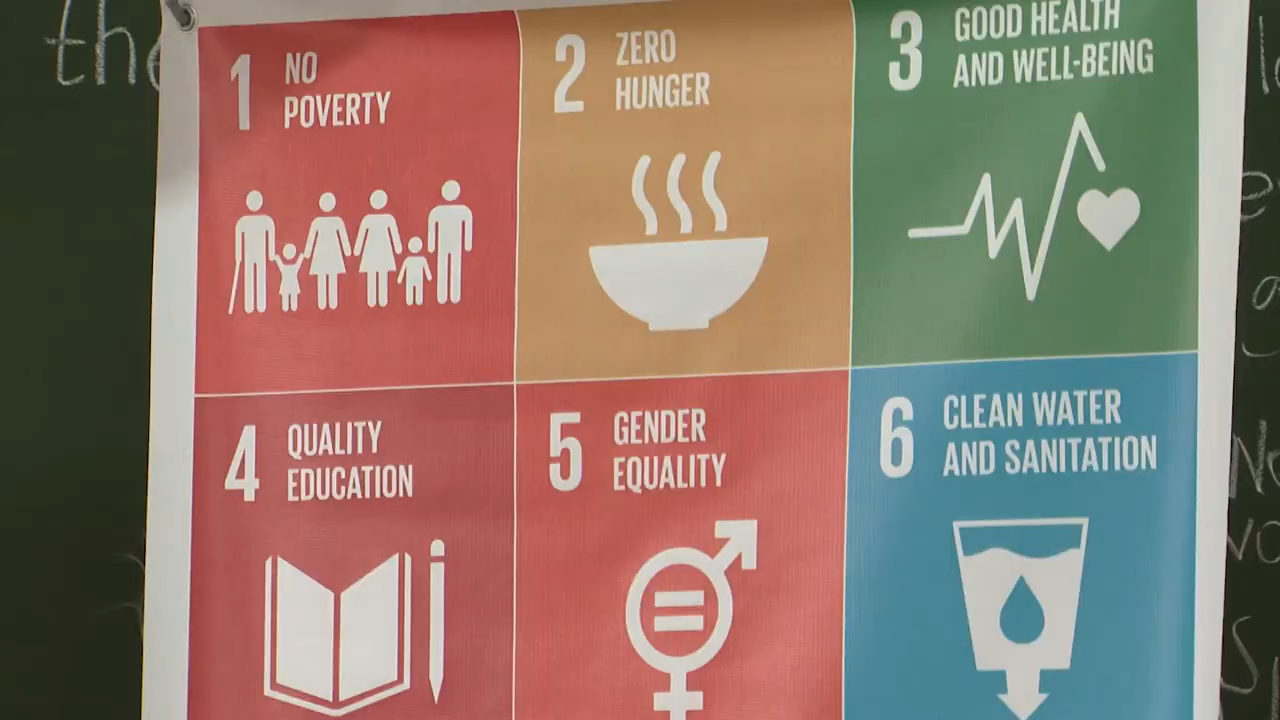 the
1 NO
POVERTY
2 ZERO
HUNGER
3 GOOD HEALTH
AND WELL-BEING
4 QUALITY
EDUCATION
5 GENDER
EQUALITY
6 CLEAN WATER
AND SANITATION